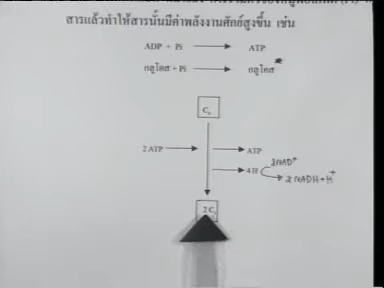 สารแล้วทำให้สารนั้นมีค่าพลังงานศักย์สูงขึ้น เช่น
ADP + Pi → ATP
กลูโคส + Pi → กลูโคส
C₆
2 ATP → → ATP
2NAD⁺
→ 4H
2 NADH + H⁺
2 C₃